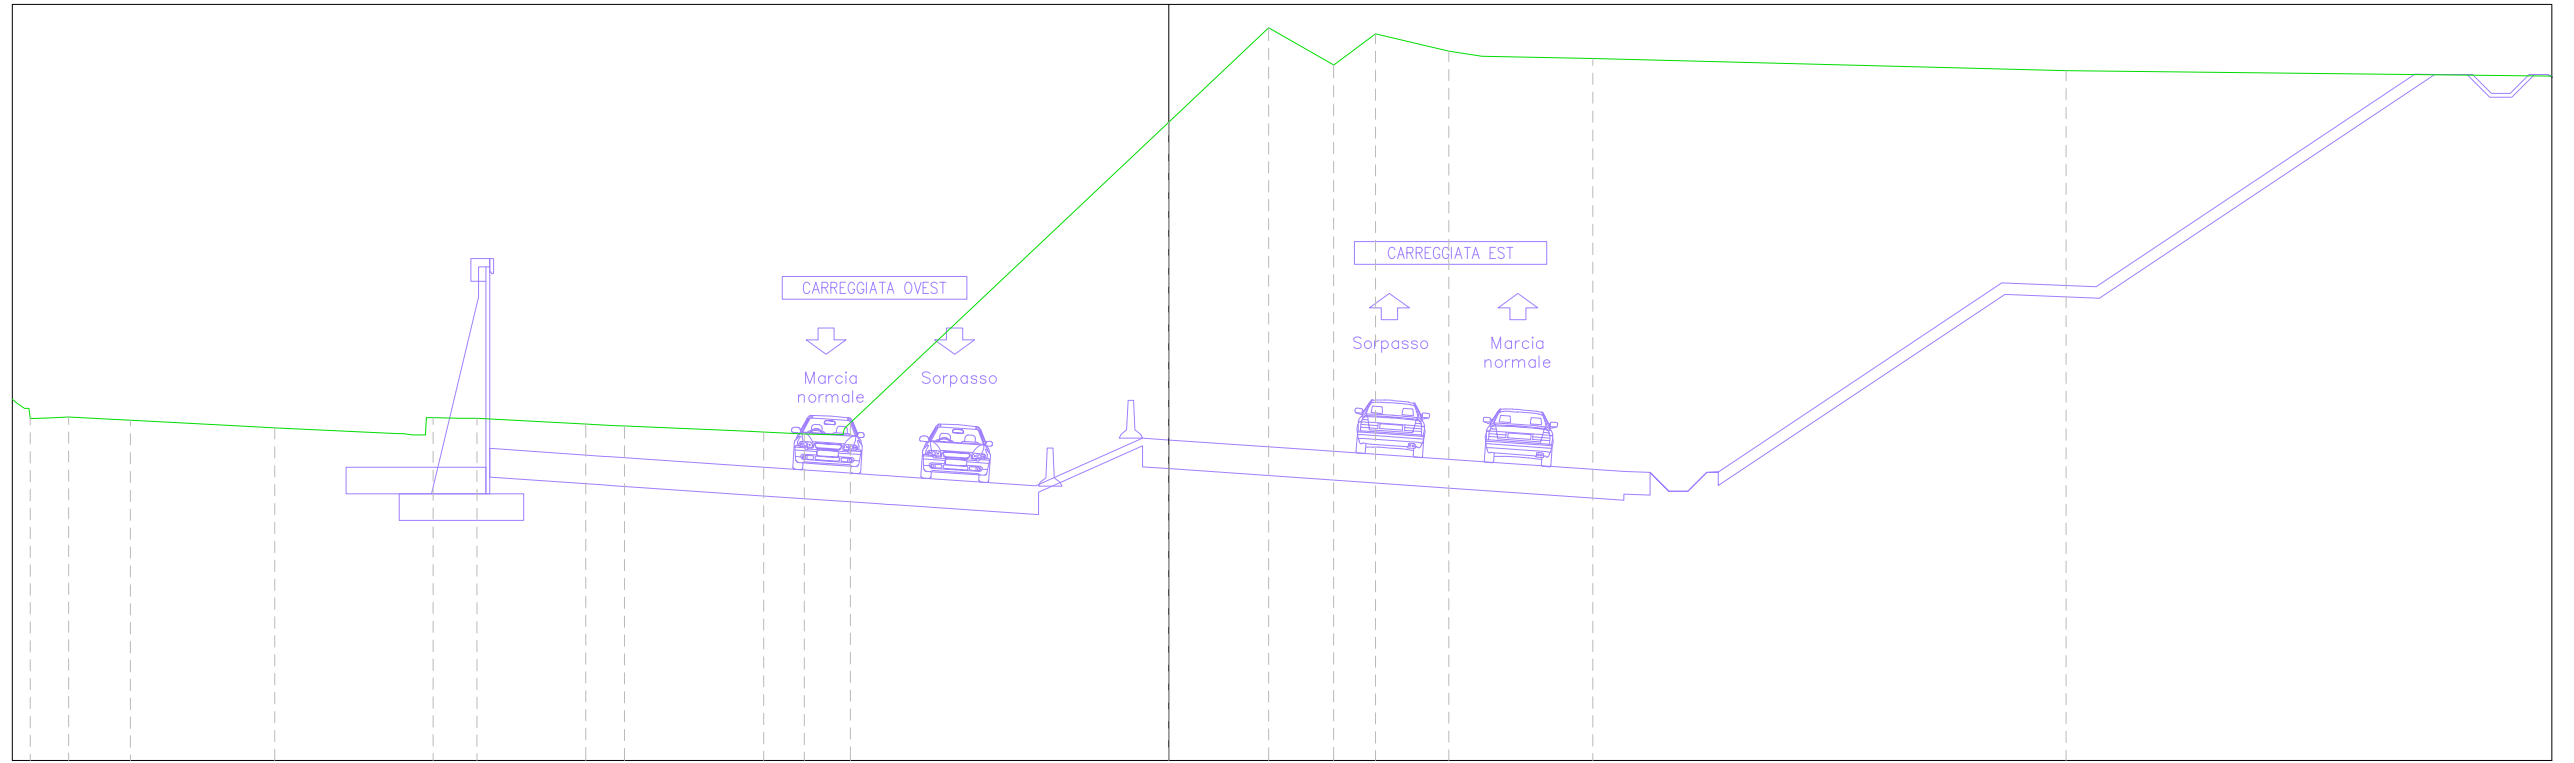 CARREGGIATA OVEST
Marcia
normale
Sorpasso
CARREGGIATA EST
Sorpasso
Marcia
normale